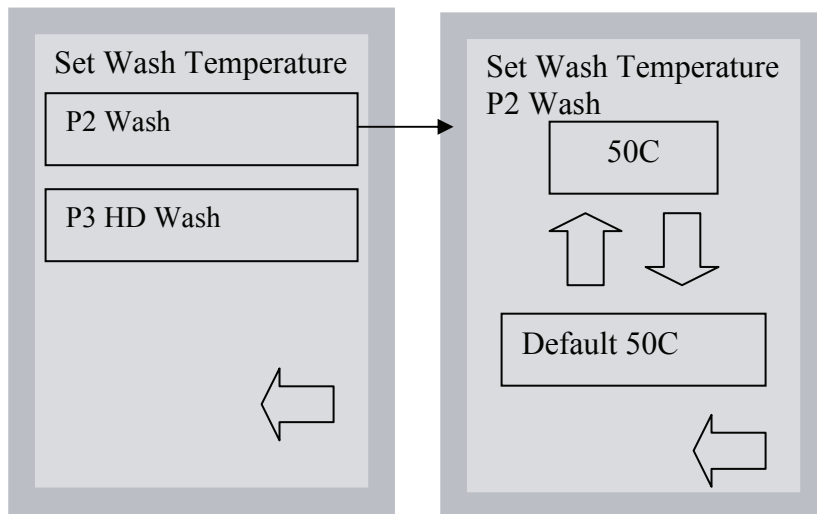 Set Wash Temperature
P2 Wash
P3 HD Wash
Set Wash Temperature
P2 Wash
50C
Default 50C